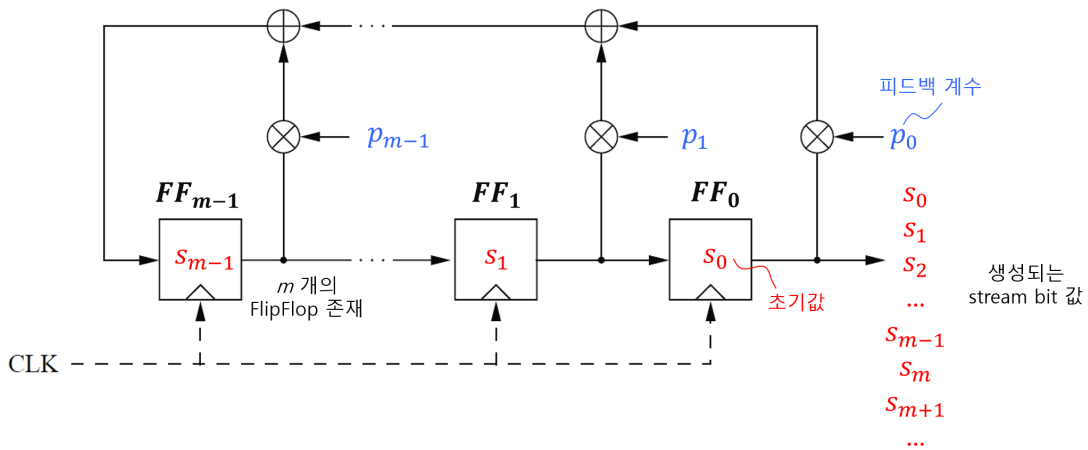 피드백 계수
p_{m-1}
p_1
p_0
FF_{m-1}
FF_1
FF_0
s_{m-1}
s_1
s_0
m 개의
FlipFlop 존재
초기값
CLK
s_0
s_1
s_2
...
s_{m-1}
s_m
s_{m+1}
...
생성되는
stream bit 값